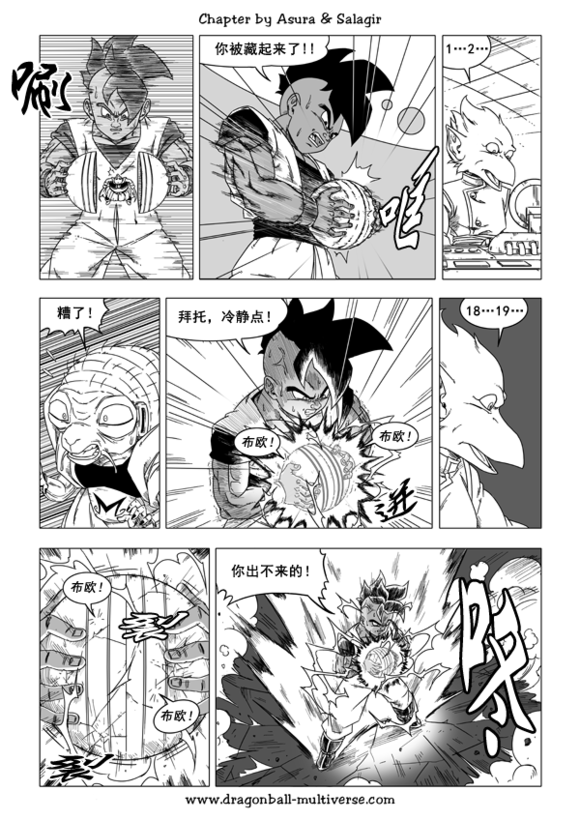 Chapter by Asura & Salagir
唰
你被藏起来了!!
哐
1…2…
糟了!
拜托,冷静点!
布欧!
布欧!
迸
18…19…
布欧!
裂
布欧!
裂
你出不来的!
www.dragonball-multiverse.com